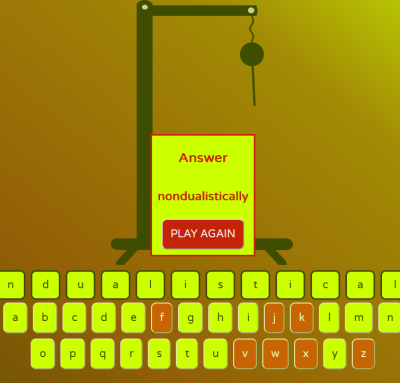 Answer
nondualistically
PLAY AGAIN
n d u a l i s t i c a l
a b c d e f g h i j k l m n
o p q r s t u v w x y z